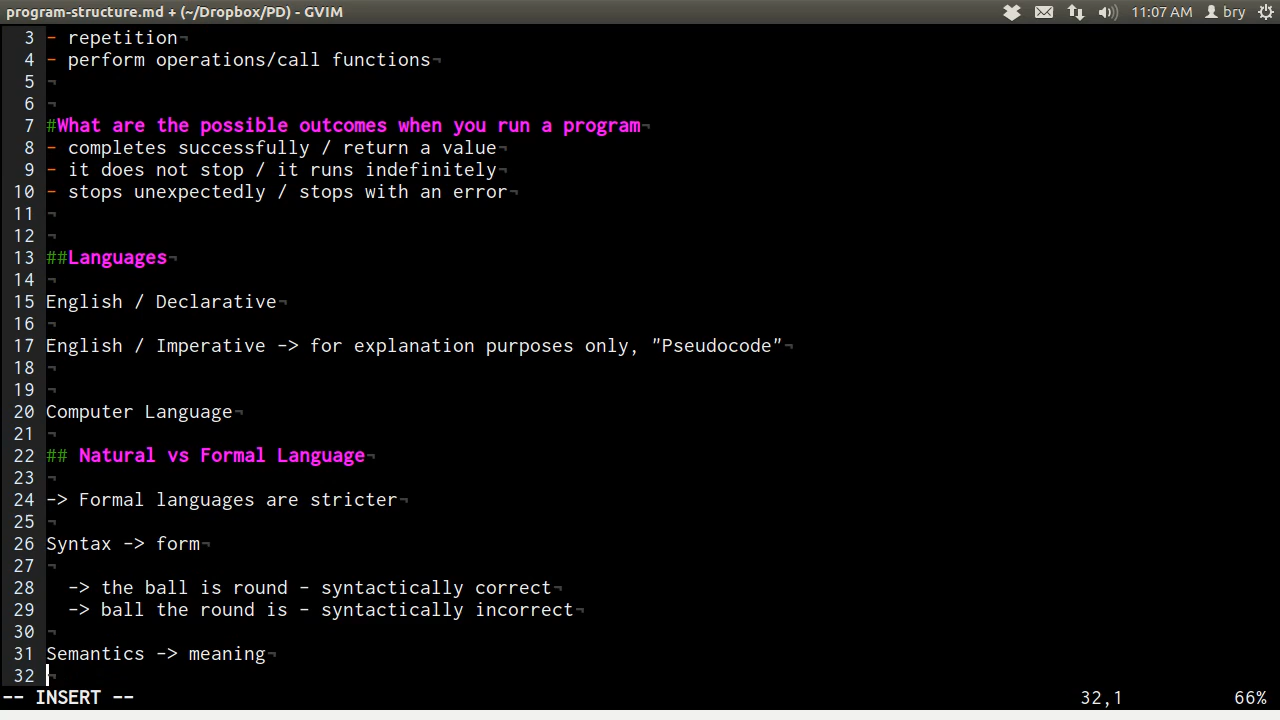 program-structure.md + (~/Dropbox/PD) - GVIM 11:07 AM bry
3 - repetition¬
4 - perform operations/call functions¬
5 ¬
6 ¬
7 #What are the possible outcomes when you run a program¬
8 - completes successfully / return a value¬
9 - it does not stop / it runs indefinitely¬
10 - stops unexpectedly / stops with an error¬
11 ¬
12 ¬
13 ##Languages¬
14 ¬
15 English / Declarative¬
16 ¬
17 English / Imperative -> for explanation purposes only, "Pseudocode"¬
18 ¬
19 ¬
20 Computer Language¬
21 ¬
22 ## Natural vs Formal Language¬
23 ¬
24 -> Formal languages are stricter¬
25 ¬
26 Syntax -> form¬
27 ¬
28 -> the ball is round - syntactically correct¬
29 -> ball the round is - syntactically incorrect¬
30 ¬
31 Semantics -> meaning¬
32 ¬
-- INSERT -- 32,1 66%